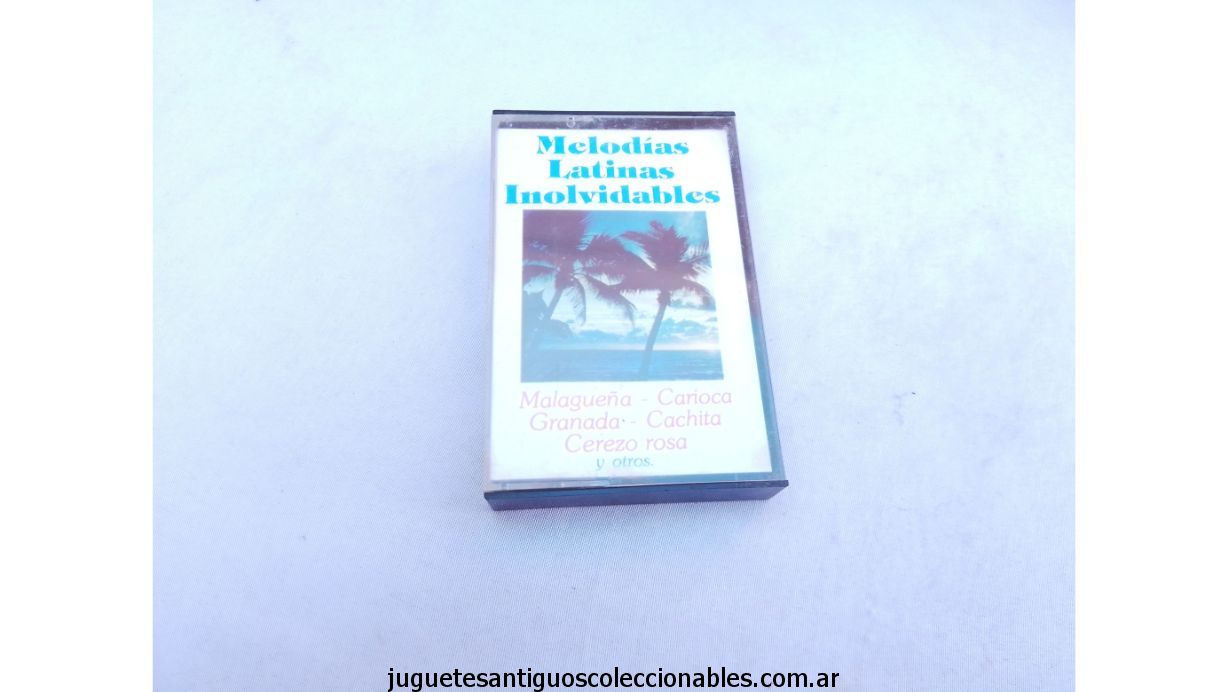 Melodías
Latinas
Inolvidables
Malagueña - Carioca
Granada - Cachita
Cerezo rosa
y otros.
juguetesantiguoscoleccionables.com.ar